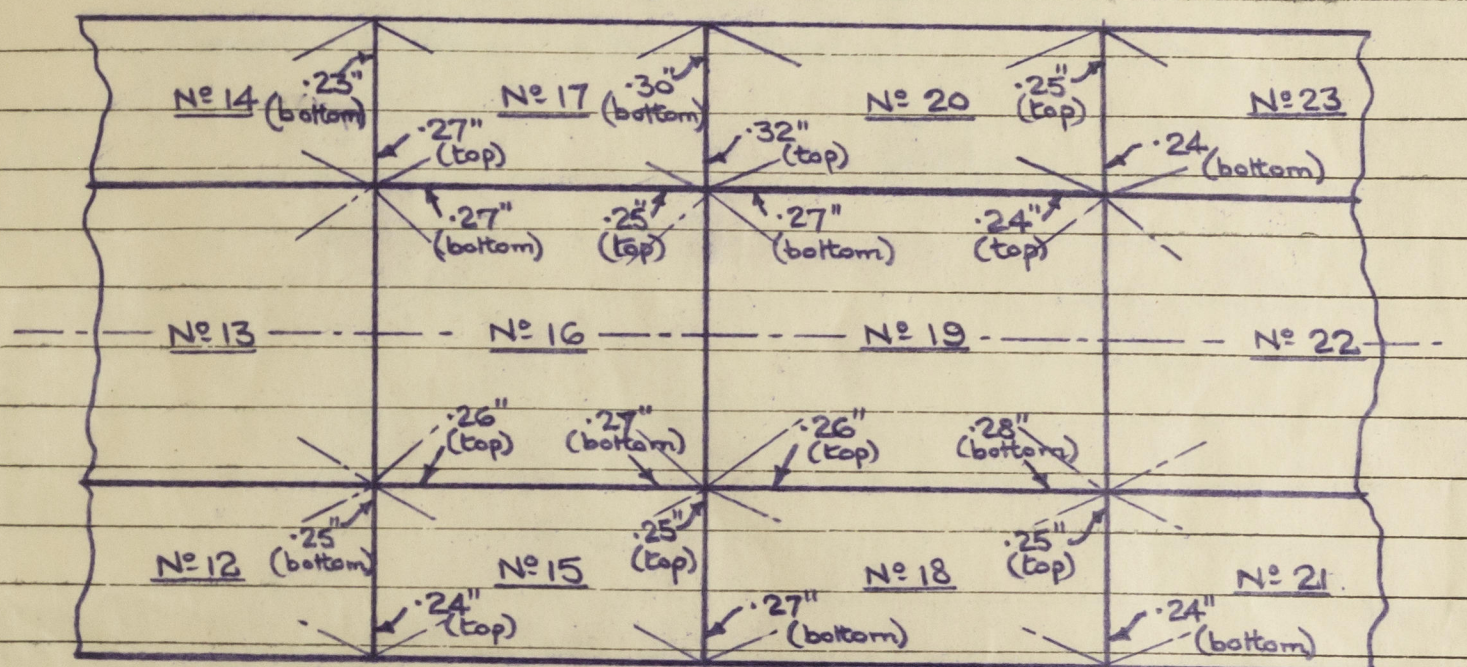 Nº 14
·23"
(bottom)
Nº 17
·30"
(bottom)
Nº 20
·25"
(top)
Nº 23
·27"
(top)
·32"
(top)
·24
(bottom)
·27"
(bottom)
·25"
(top)
·27"
(bottom)
·24"
(top)
Nº 13
Nº 16
Nº 19
Nº 22
·26"
(top)
·27"
(bottom)
·26"
(top)
·28"
(bottom)
Nº 12
·25"
(bottom)
Nº 15
·25"
(top)
Nº 18
·25"
(top)
Nº 21
·24"
(top)
·27"
(bottom)
·24"
(bottom)